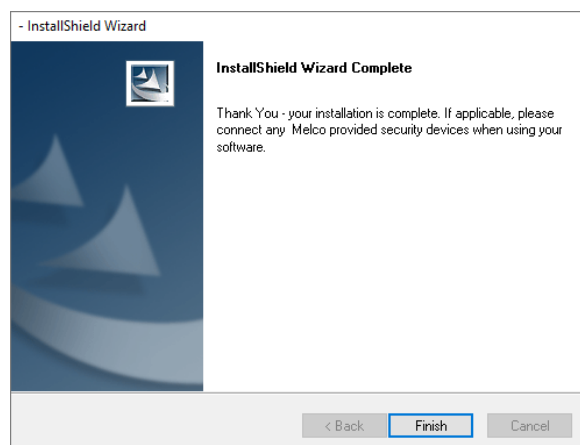 - InstallShield Wizard
InstallShield Wizard Complete
Thank You - your installation is complete. If applicable, please
connect any  Melco provided security devices when using your
software.
< Back
Finish
Cancel